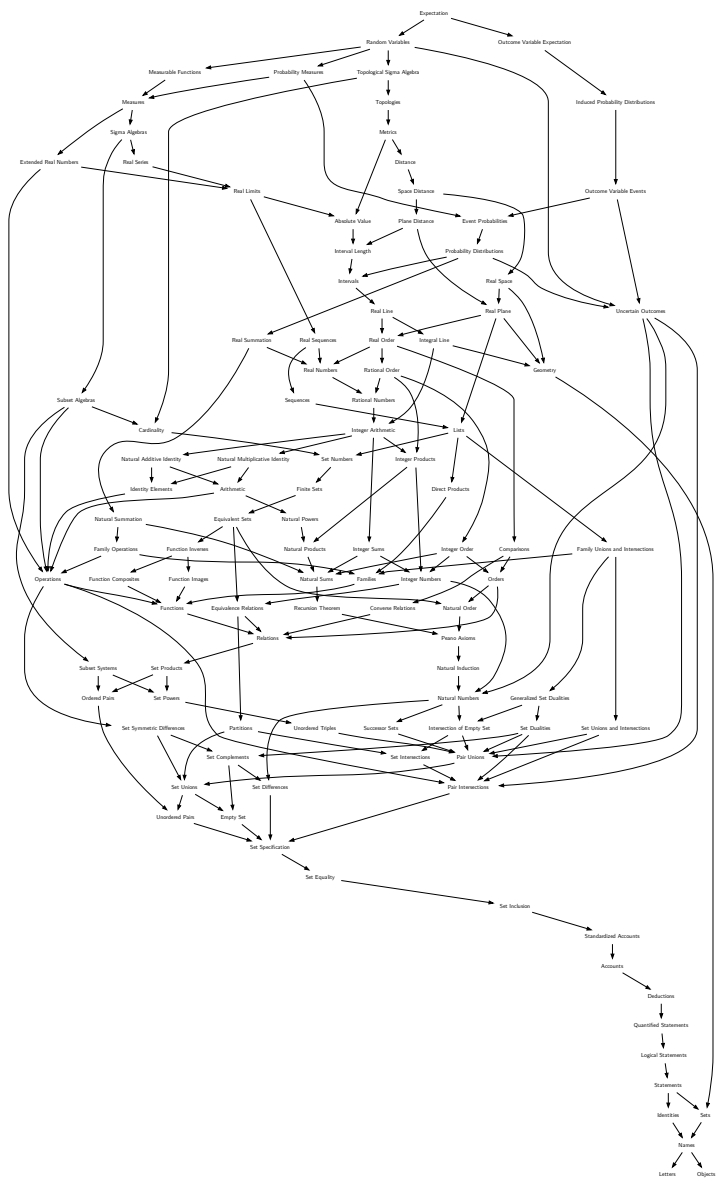 Expectation
Random Variables
Outcome Variable Expectation
Measurable Functions
Probability Measures
Topological Sigma Algebra
Measures
Topologies
Induced Probability Distributions
Sigma Algebras
Metrics
Extended Real Numbers
Real Series
Distance
Real Limits
Space Distance
Outcome Variable Events
Absolute Value
Plane Distance
Event Probabilities
Interval Length
Probability Distributions
Intervals
Real Space
Real Line
Real Plane
Uncertain Outcomes
Real Summation
Real Sequences
Real Order
Integral Line
Real Numbers
Rational Order
Geometry
Subset Algebras
Sequences
Rational Numbers
Cardinality
Integer Arithmetic
Lists
Natural Additive Identity
Natural Multiplicative Identity
Set Numbers
Integer Products
Identity Elements
Arithmetic
Finite Sets
Direct Products
Natural Summation
Equivalent Sets
Natural Powers
Family Operations
Function Inverses
Natural Products
Integer Sums
Integer Order
Comparisons
Family Unions and Intersections
Operations
Function Composites
Function Images
Natural Sums
Families
Integer Numbers
Orders
Functions
Equivalence Relations
Recursion Theorem
Converse Relations
Natural Order
Relations
Peano Axioms
Subset Systems
Set Products
Natural Induction
Ordered Pairs
Set Powers
Natural Numbers
Generalized Set Dualities
Set Symmetric Differences
Partitions
Unordered Triples
Successor Sets
Intersection of Empty Set
Set Dualities
Set Unions and Intersections
Set Complements
Set Intersections
Pair Unions
Set Unions
Set Differences
Pair Intersections
Unordered Pairs
Empty Set
Set Specification
Set Equality
Set Inclusion
Standardized Accounts
Accounts
Deductions
Quantified Statements
Logical Statements
Statements
Identities
Sets
Names
Letters
Objects